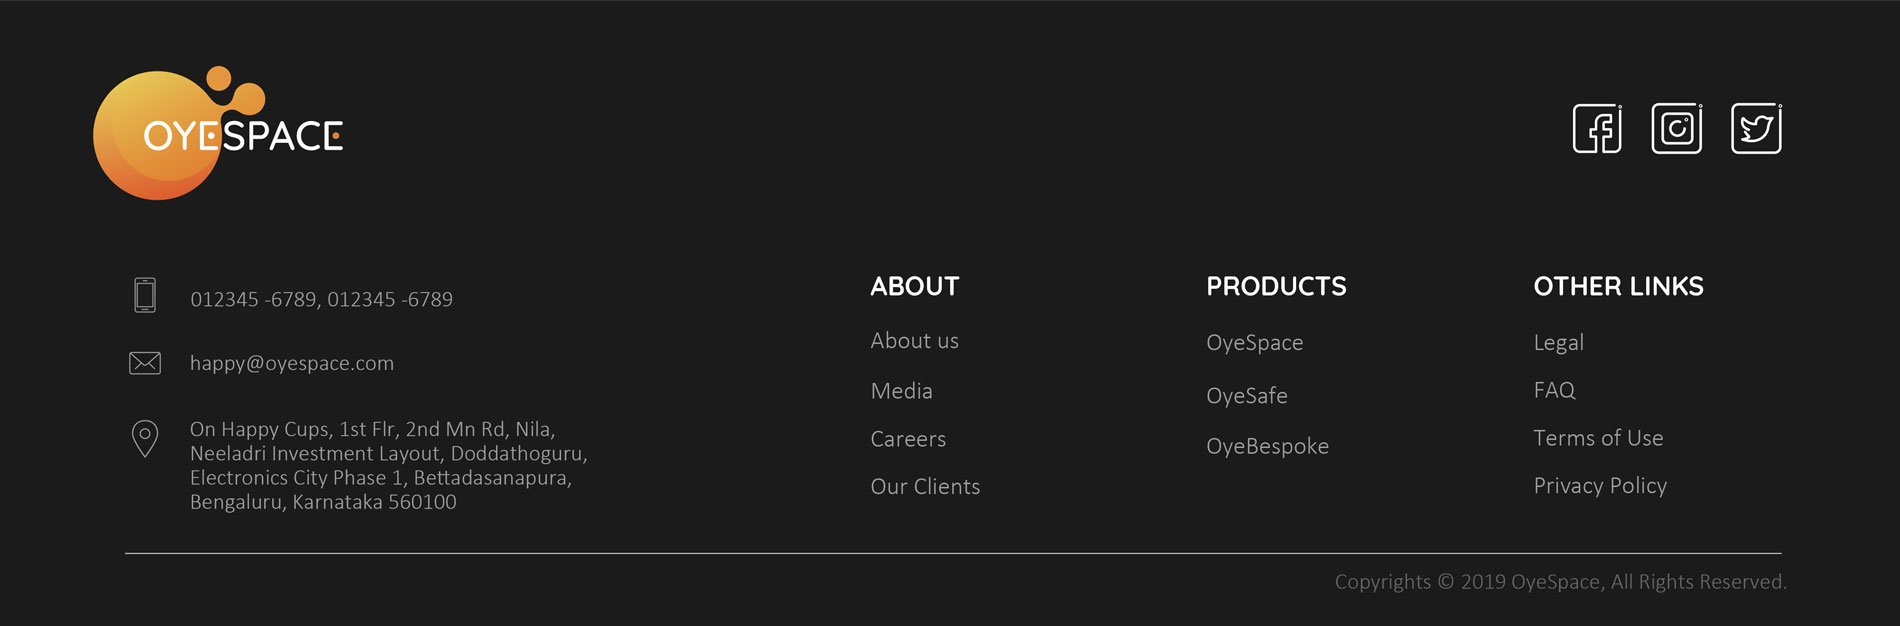 OYESPACE
012345 -6789, 012345 -6789
happy@oyespace.com
On Happy Cups, 1st Flr, 2nd Mn Rd, Nila,
Neeladri Investment Layout, Doddathoguru,
Electronics City Phase 1, Bettadasanapura,
Bengaluru, Karnataka 560100
ABOUT
About us
Media
Careers
Our Clients
PRODUCTS
OyeSpace
OyeSafe
OyeBespoke
OTHER LINKS
Legal
FAQ
Terms of Use
Privacy Policy
Copyrights © 2019 OyeSpace, All Rights Reserved.